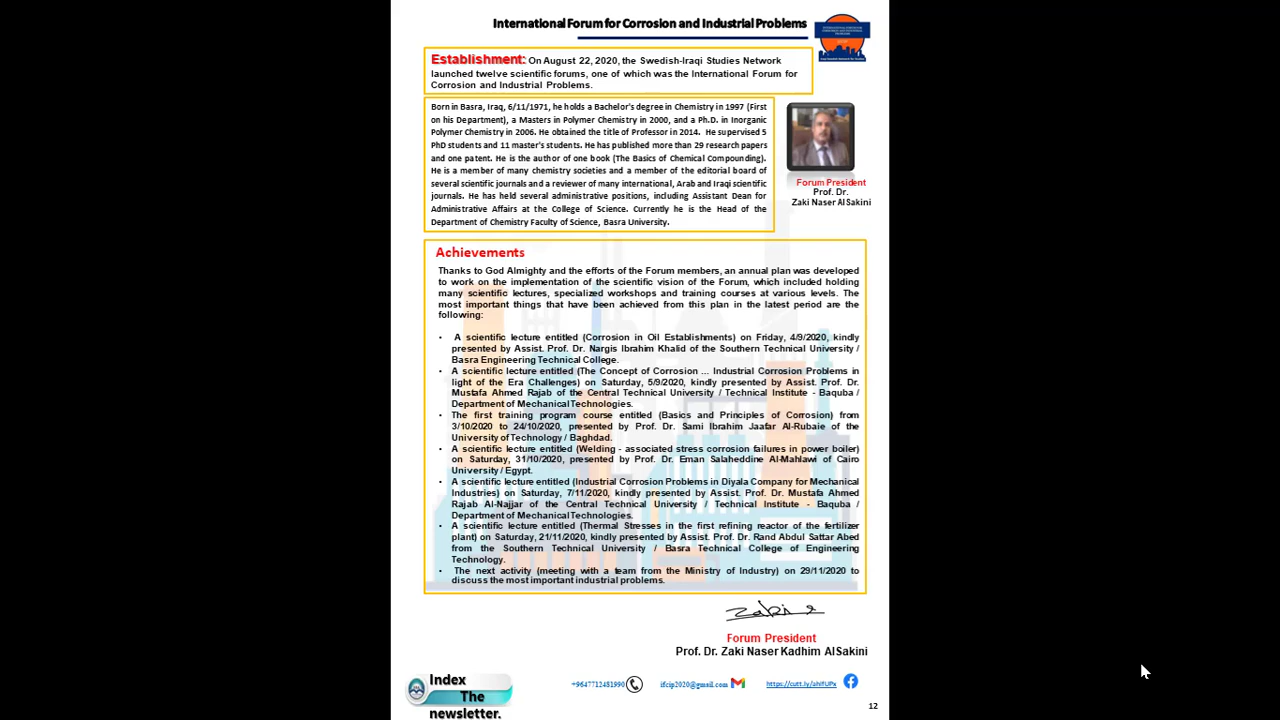 International Forum for Corrosion and Industrial Problems
Establishment: On August 22, 2020, the Swedish-Iraqi Studies Network
launched twelve scientific forums, one of which was the International Forum for
Corrosion and Industrial Problems.
Born in Basra, Iraq, 6/11/1971, he holds a Bachelor's degree in Chemistry in 1997 (First
on his Department), a Masters in Polymer Chemistry in 2000, and a Ph.D. in Inorganic
Polymer Chemistry in 2006. He obtained the title of Professor in 2014. He supervised 5
PhD students and 11 master's students. He has published more than 29 research papers
and one patent. He is the author of one book (The Basics of Chemical Compounding).
He is a member of many chemistry societies and a member of the editorial board of
several scientific journals and a reviewer of many international, Arab and Iraqi scientific
journals. He has held several administrative positions, including Assistant Dean for
Administrative Affairs at the College of Science. Currently he is the Head of the
Department of Chemistry Faculty of Science, Basra University.
Forum President
Prof. Dr.
Zaki Naser Al Sakini
Achievements
Thanks to God Almighty and the efforts of the Forum members, an annual plan was developed
to work on the implementation of the scientific vision of the Forum, which included holding
many scientific lectures, specialized workshops and training courses at various levels. The
most important things that have been achieved from this plan in the latest period are the
following:
• A scientific lecture entitled (Corrosion in Oil Establishments) on Friday, 4/9/2020, kindly
presented by Assist. Prof. Dr. Nargis Ibrahim Khalid of the Southern Technical University /
Basra Engineering Technical College.
• A scientific lecture entitled (The Concept of Corrosion ... Industrial Corrosion Problems in
light of the Era Challenges) on Saturday, 5/9/2020, kindly presented by Assist. Prof. Dr.
Mustafa Ahmed Rajab of the Central Technical University / Technical Institute - Baquba /
Department of Mechanical Technologies.
• The first training program course entitled (Basics and Principles of Corrosion) from
3/10/2020 to 24/10/2020, presented by Prof. Dr. Sami Ibrahim Jaafar Al-Rubaie of the
University of Technology / Baghdad.
• A scientific lecture entitled (Welding - associated stress corrosion failures in power boiler)
on Saturday, 31/10/2020, presented by Prof. Dr. Eman Salaheddine Al-Mahlawi of Cairo
University / Egypt.
• A scientific lecture entitled (Industrial Corrosion Problems in Diyala Company for Mechanical
Industries) on Saturday, 7/11/2020, kindly presented by Assist. Prof. Dr. Mustafa Ahmed
Rajab Al-Najjar of the Central Technical University / Technical Institute - Baquba /
Department of Mechanical Technologies.
• A scientific lecture entitled (Thermal Stresses in the first refining reactor of the fertilizer
plant) on Saturday, 21/11/2020, kindly presented by Assist. Prof. Dr. Rand Abdul Sattar Abed
from the Southern Technical University / Basra Technical College of Engineering
Technology.
• The next activity (meeting with a team from the Ministry of Industry) on 29/11/2020 to
discuss the most important industrial problems.
Forum President
Prof. Dr. Zaki Naser Kadhim Al Sakini
Index
The
newsletter.
+9647712481990
ifcip2020@gmail.com
https://cutt.ly/ahifUPx
12